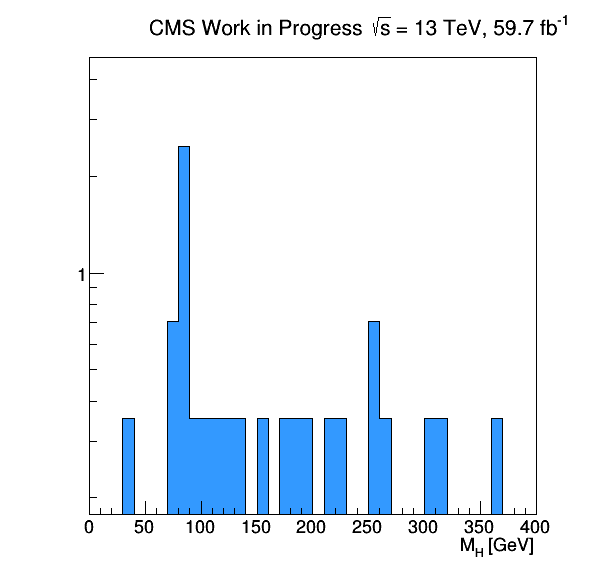 CMS Work in Progress √s = 13 TeV, 59.7 fb⁻¹
1
0 50 100 150 200 250 300 350 400
M_H [GeV]